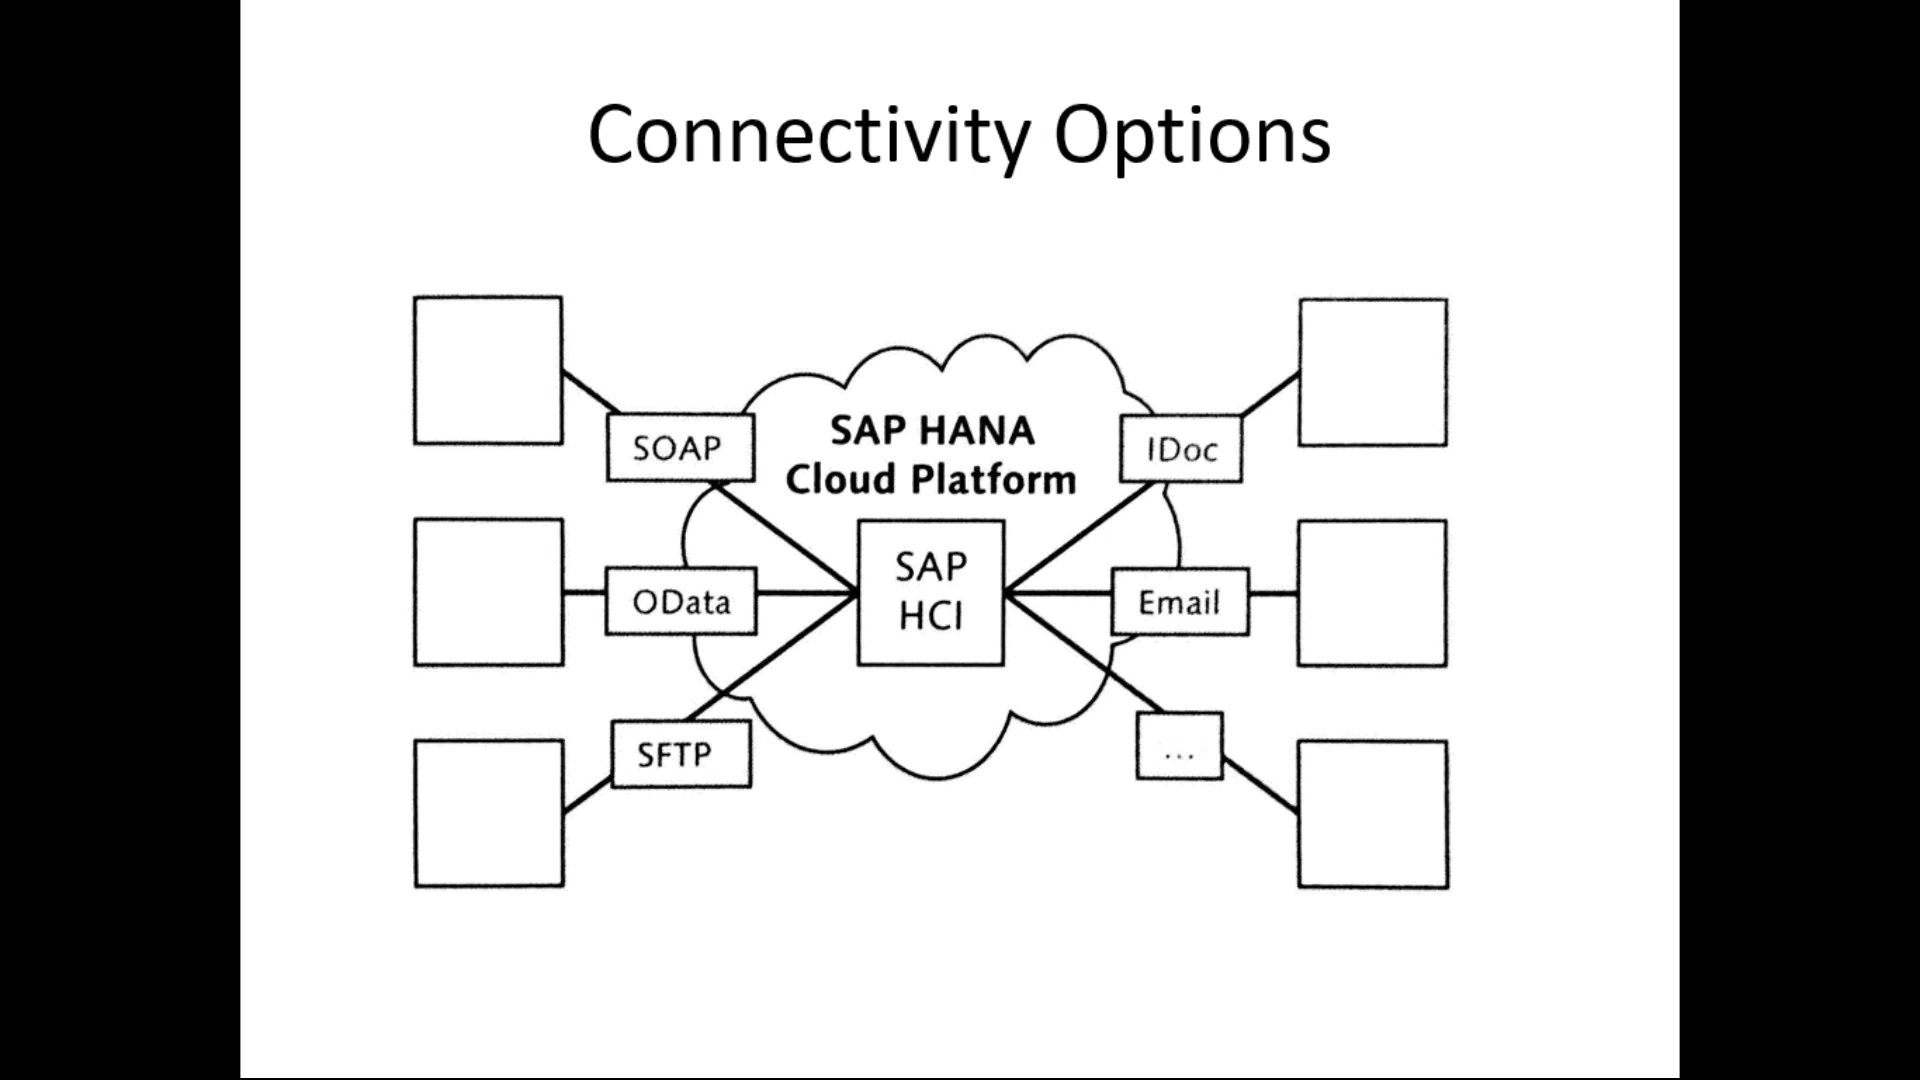 Connectivity Options
SAP HANA
Cloud Platform
SOAP
IDoc
SAP
HCI
OData
Email
SFTP
...